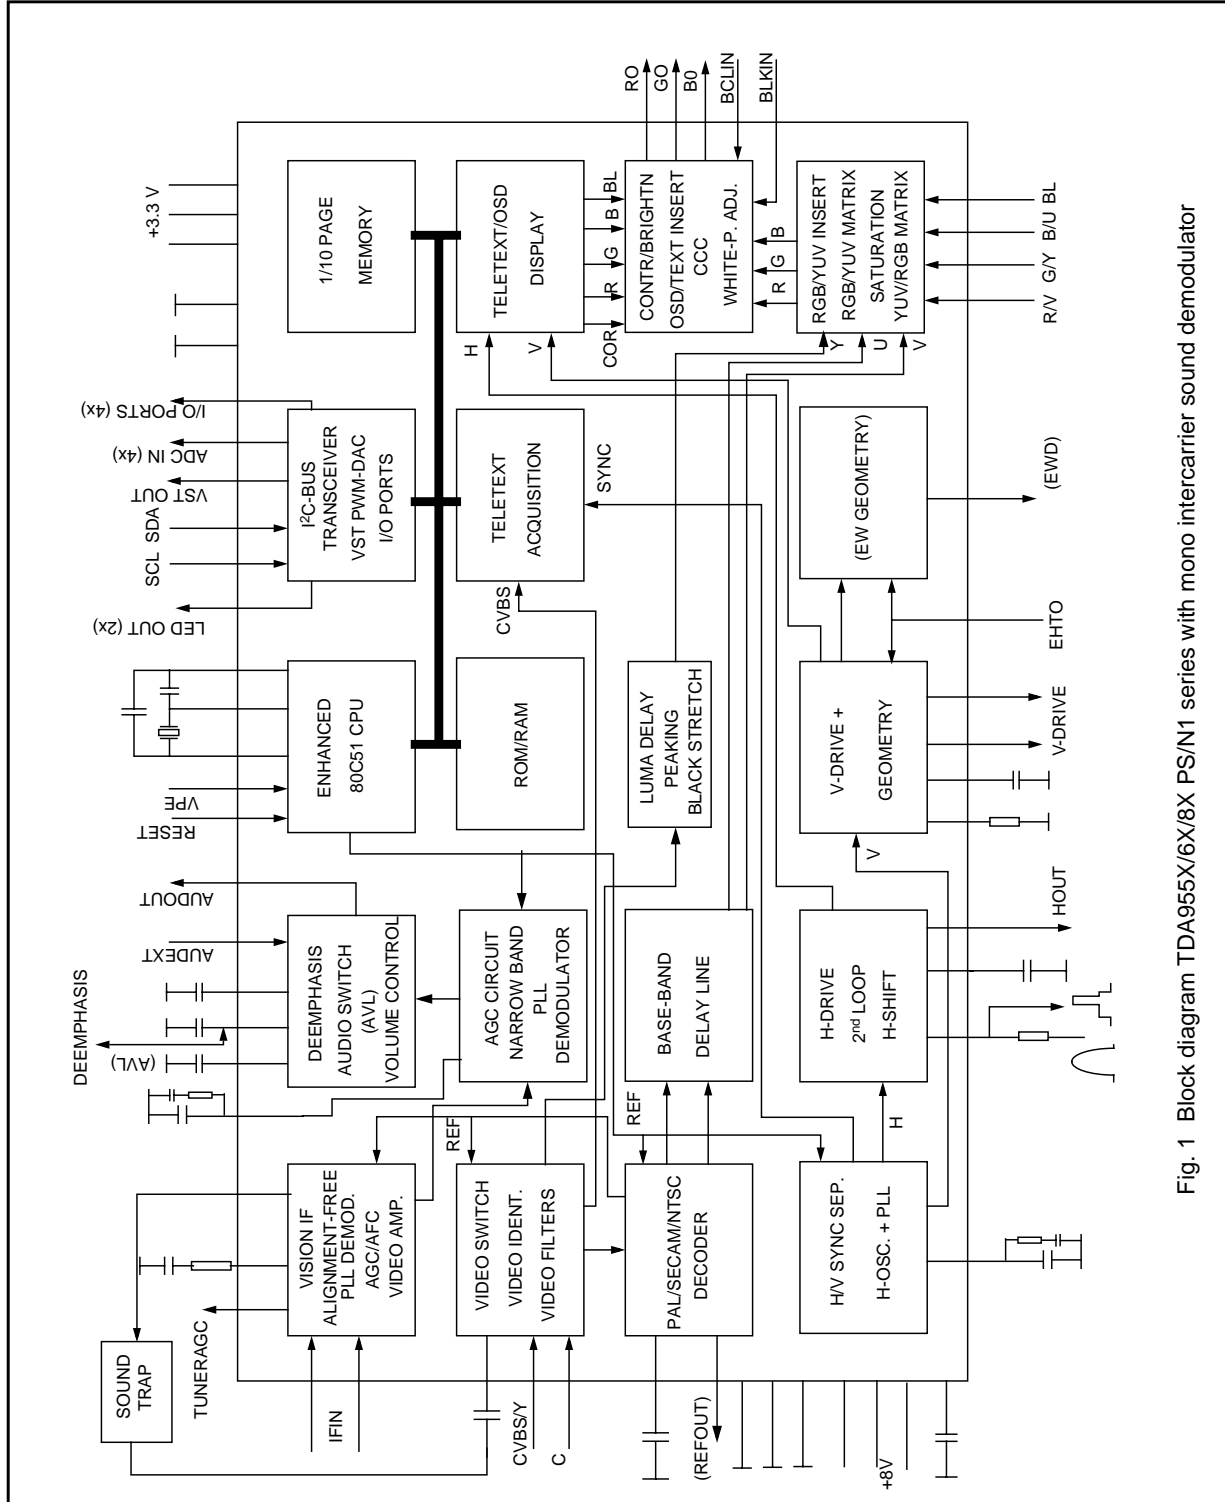 +3.3 V
I/O PORTS (4x)
ADC IN (4x)
VST OUT
SDA
SCL
LED OUT (2x)
VPE
RESET
AUDOUT
AUDEXT
DEEMPHASIS
(AVL)
TUNERAGC
SOUND
TRAP
IFIN
CVBS/Y
C
(REFOUT)
+8V
RO
GO
B0
BCLIN
BLKIN
1/10 PAGE
MEMORY
I²C-BUS
TRANSCEIVER
VST PWM-DAC
I/O PORTS
ENHANCED
80C51 CPU
DEEMPHASIS
AUDIO SWITCH
(AVL)
VOLUME CONTROL
VISION IF
ALIGNMENT-FREE
PLL DEMOD.
AGC/AFC
VIDEO AMP.
TELETEXT/OSD
DISPLAY
H
V
COR
R
G
B
BL
TELETEXT
ACQUISITION
SYNC
CVBS
ROM/RAM
AGC CIRCUIT
NARROW BAND
PLL
DEMODULATOR
REF
VIDEO SWITCH
VIDEO IDENT.
VIDEO FILTERS
CONTR/BRIGHTN
OSD/TEXT INSERT
CCC
WHITE-P. ADJ.
R
G
B
LUMA DELAY
PEAKING
BLACK STRETCH
BASE-BAND
DELAY LINE
REF
PAL/SECAM/NTSC
DECODER
RGB/YUV INSERT
RGB/YUV MATRIX
SATURATION
YUV/RGB MATRIX
Y
U
V
R/V
G/Y
B/U
BL
(EW GEOMETRY)
(EWD)
EHTO
V-DRIVE +
GEOMETRY
V
V-DRIVE
H-DRIVE
2nd LOOP
H-SHIFT
H
HOUT
H/V SYNC SEP.
H-OSC. + PLL
Fig. 1 Block diagram TDA955X/6X/8X PS/N1 series with mono intercarrier sound demodulator